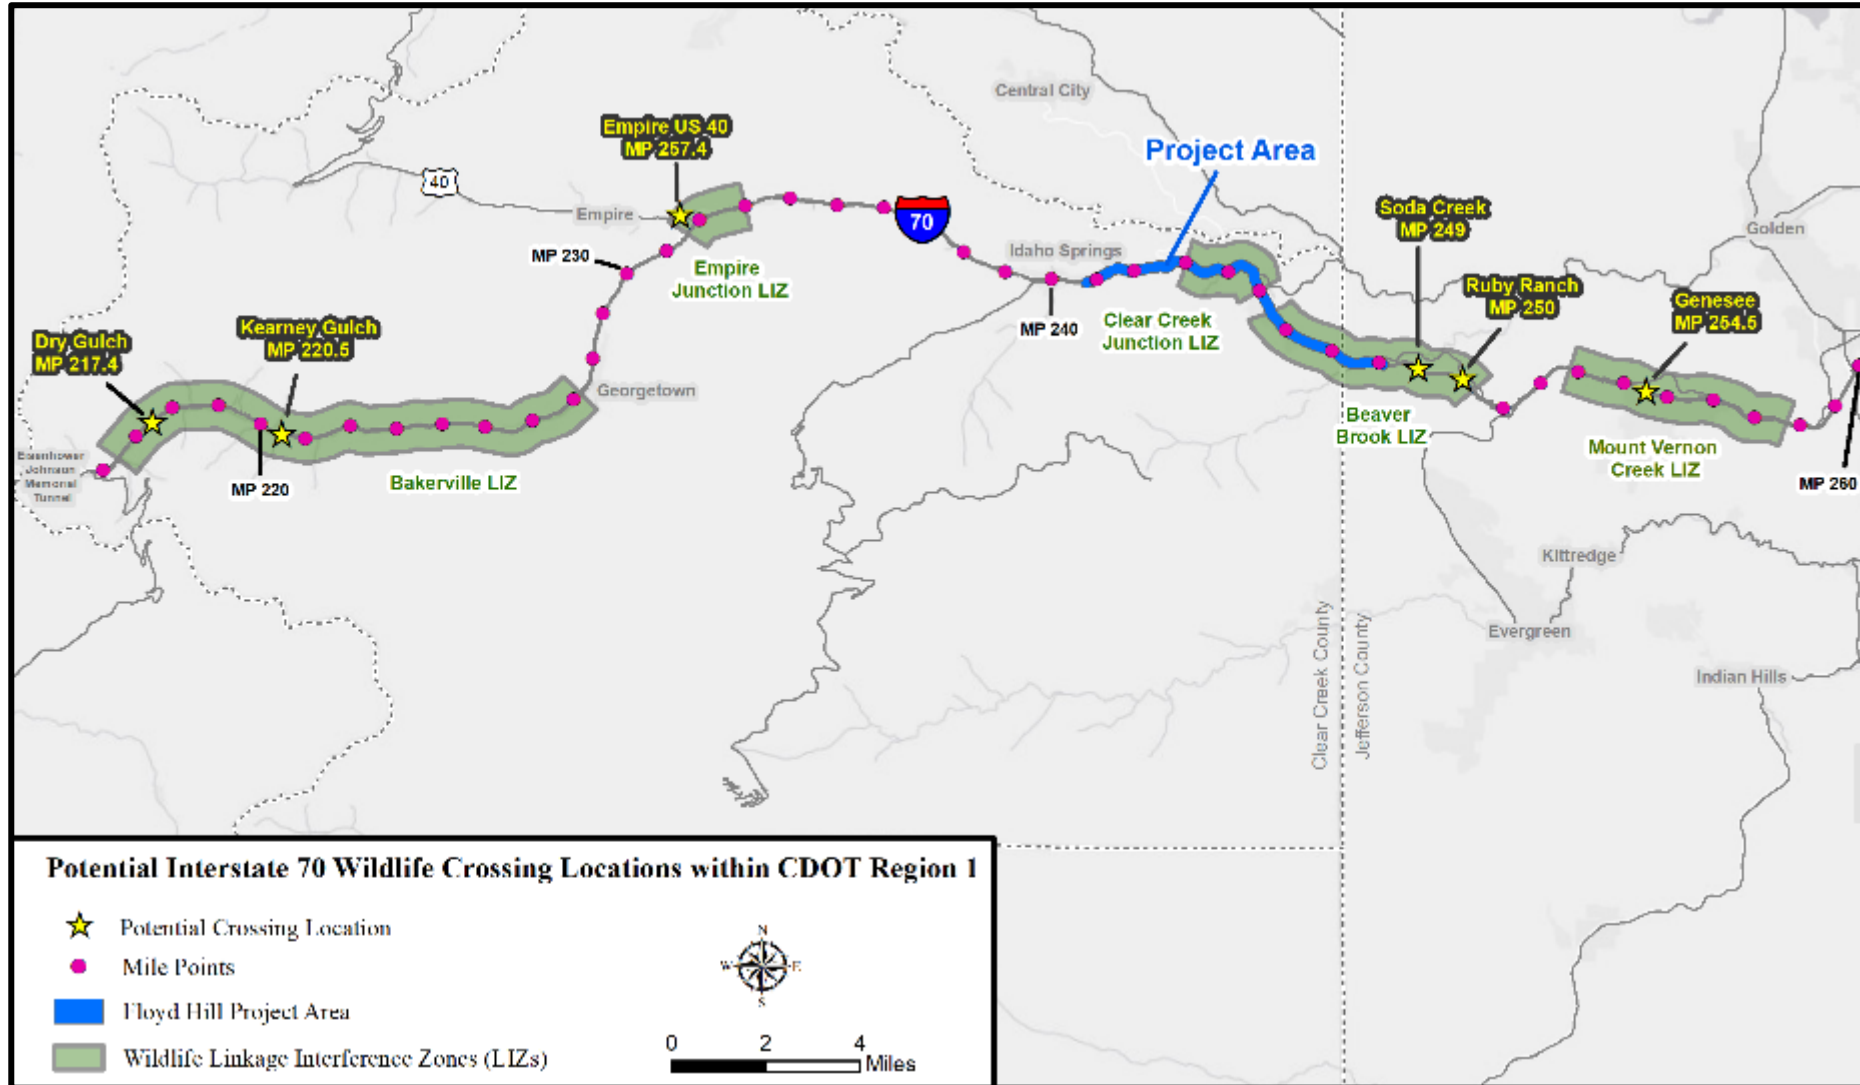 Central City
Empire US 40
MP 257.4
Project Area
40
Empire
70
Soda Creek
MP 249
Golden
Idaho Springs
MP 230
Empire
Junction LIZ
Ruby Ranch
MP 250
Genesee
MP 254.5
Dry Gulch
MP 217.4
Kearney Gulch
MP 220.5
MP 240
Clear Creek
Junction LIZ
Georgetown
Beaver
Brook LIZ
Mount Vernon
Creek LIZ
Eisenhower
Johnson
Memorial
Tunnel
MP 220
Bakerville LIZ
MP 260
Kittredge
Clear Creek County
Jefferson County
Evergreen
Indian Hills
Potential Interstate 70 Wildlife Crossing Locations within CDOT Region 1
Potential Crossing Location
Mile Points
Floyd Hill Project Area
Wildlife Linkage Interference Zones (LIZs)
N
W
E
S
0 2 4
Miles